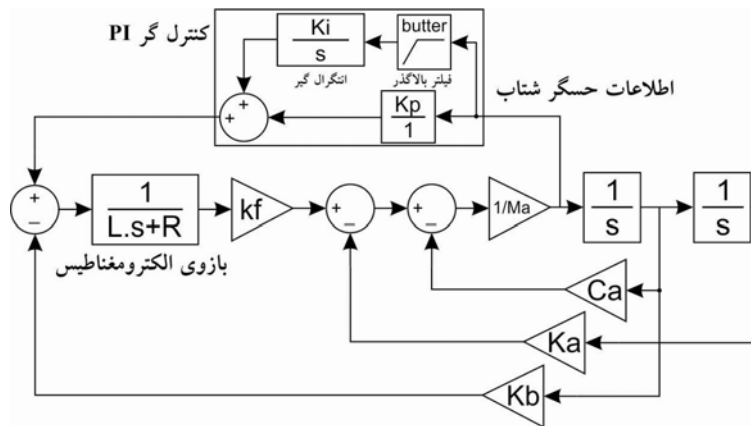 کنترل گر PI
Ki
s
انتگرال گیر
butter
فیلتر بالاگذر
Kp
1
اطلاعات حسگر شتاب
+
+
+
−
1
L.s+R
بازوی الکترومغناطیس
kf
+
−
+
−
1/Ma
1
s
1
s
Ca
Ka
Kb